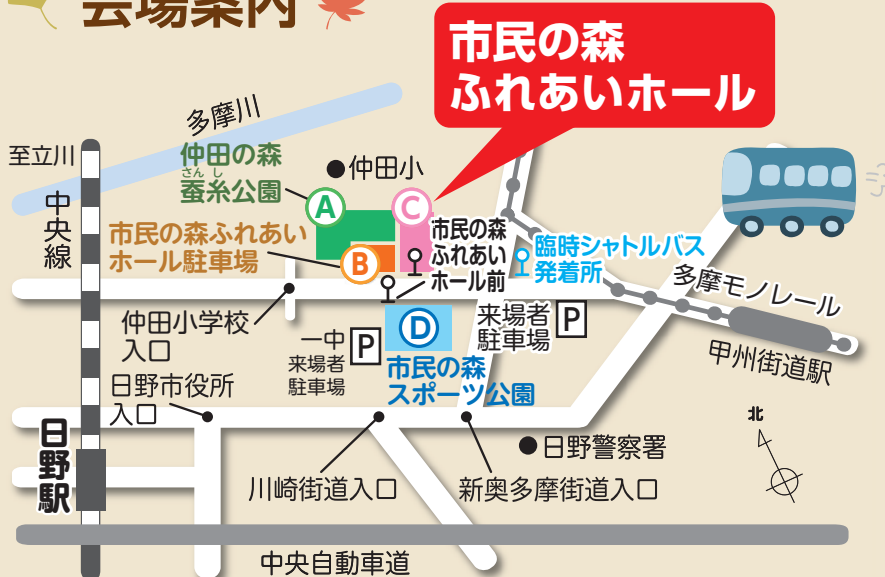 会場案内
市民の森
ふれあいホール
多摩川
至立川
中央線
仲田の森
さんし
蚕糸公園
仲田小
A
C
市民の森ふれあい
ホール駐車場
B
市民の森
ふれあい
ホール前
臨時シャトルバス
発着所
多摩モノレール
甲州街道駅
仲田小学校
入口
一中
来場者
駐車場
P
D
市民の森
スポーツ公園
来場者
駐車場
P
日野市役所
入口
日野駅
川崎街道入口
新奥多摩街道入口
日野警察署
北
中央自動車道